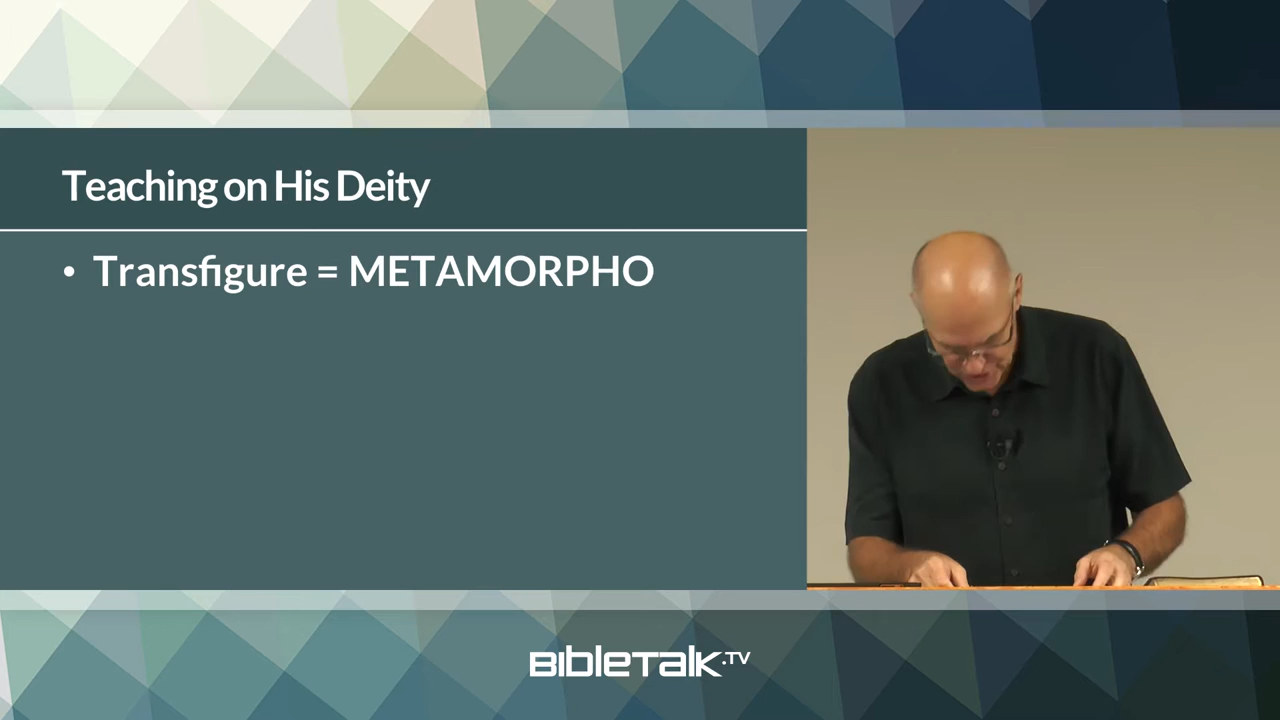 Teaching on His Deity
• Transfigure = METAMORPHO
BIBLETALK.TV